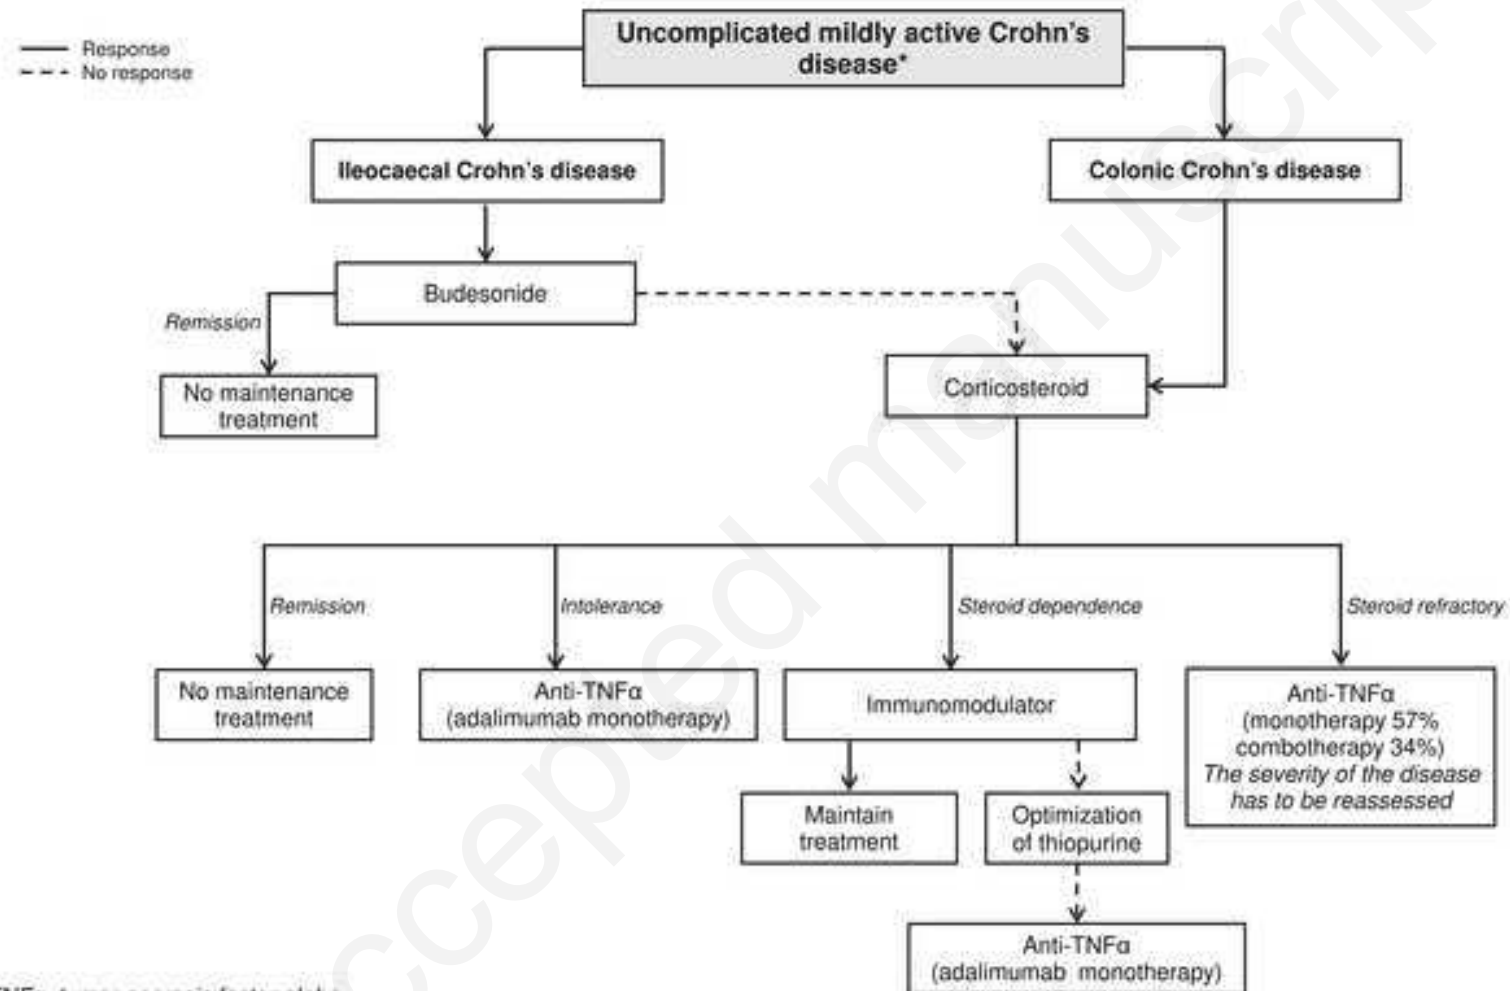 Response
No response
Uncomplicated mildly active Crohn's
disease*
Ileocaecal Crohn's disease
Colonic Crohn's disease
Budesonide
Remission
No maintenance
treatment
Corticosteroid
Remission
Intolerance
Steroid dependence
Steroid refractory
No maintenance
treatment
Anti-TNFα
(adalimumab monotherapy)
Immunomodulator
Anti-TNFα
(monotherapy 57%
combotherapy 34%)
The severity of the disease
has to be reassessed
Maintain
treatment
Optimization
of thiopurine
Anti-TNFα
(adalimumab monotherapy)
accepted manuscrip